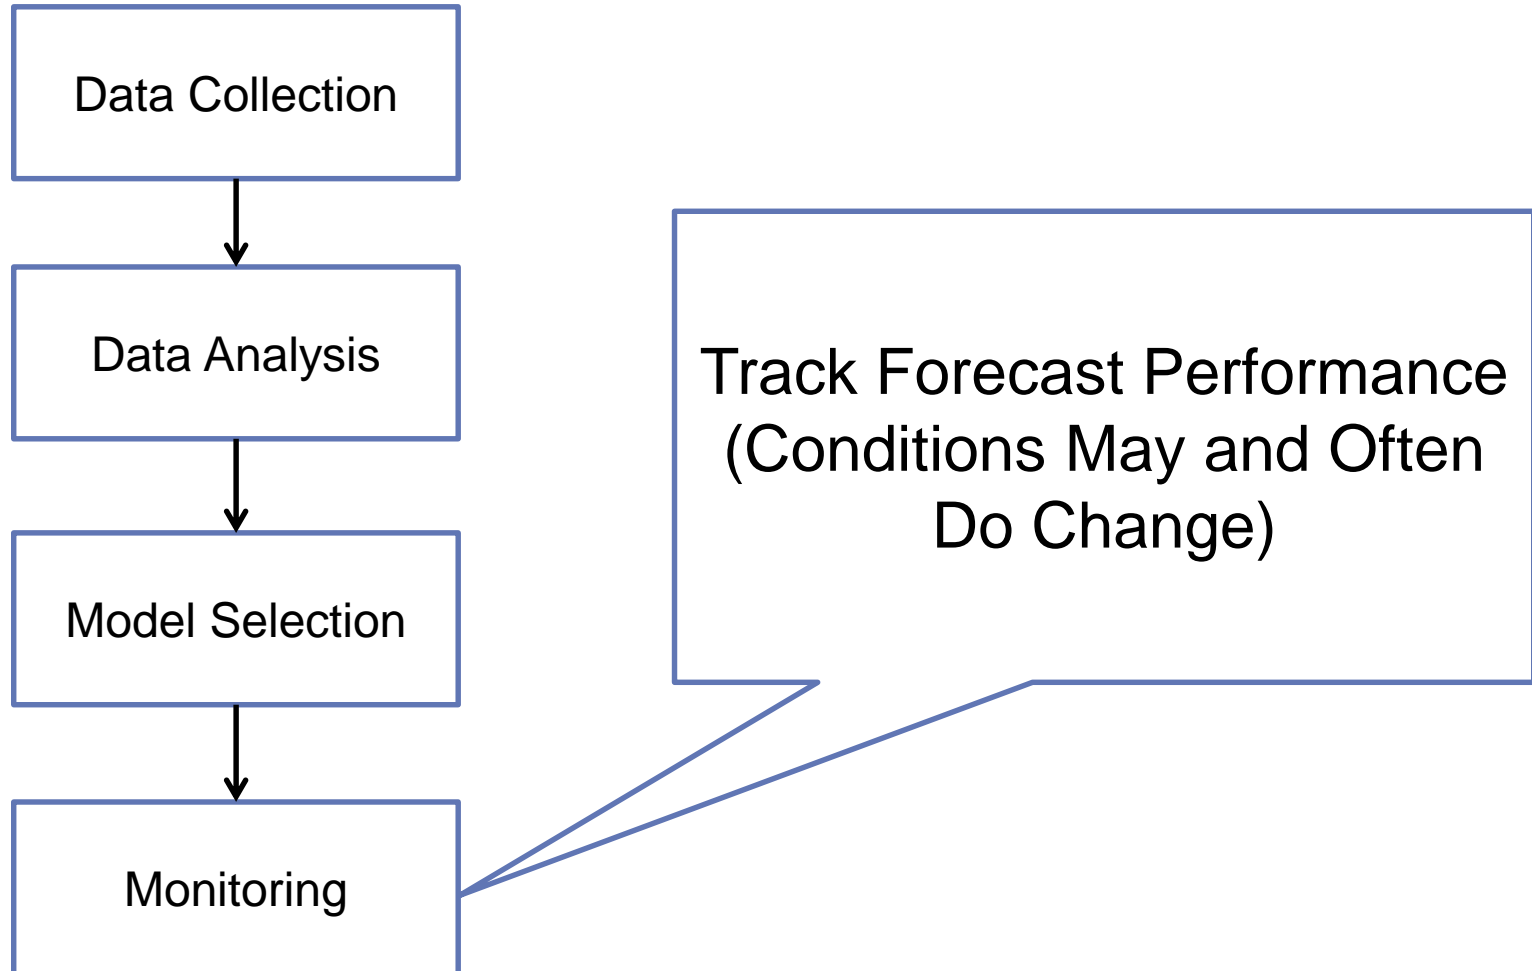 Data Collection
Data Analysis
Model Selection
Monitoring
Track Forecast Performance
(Conditions May and Often
Do Change)